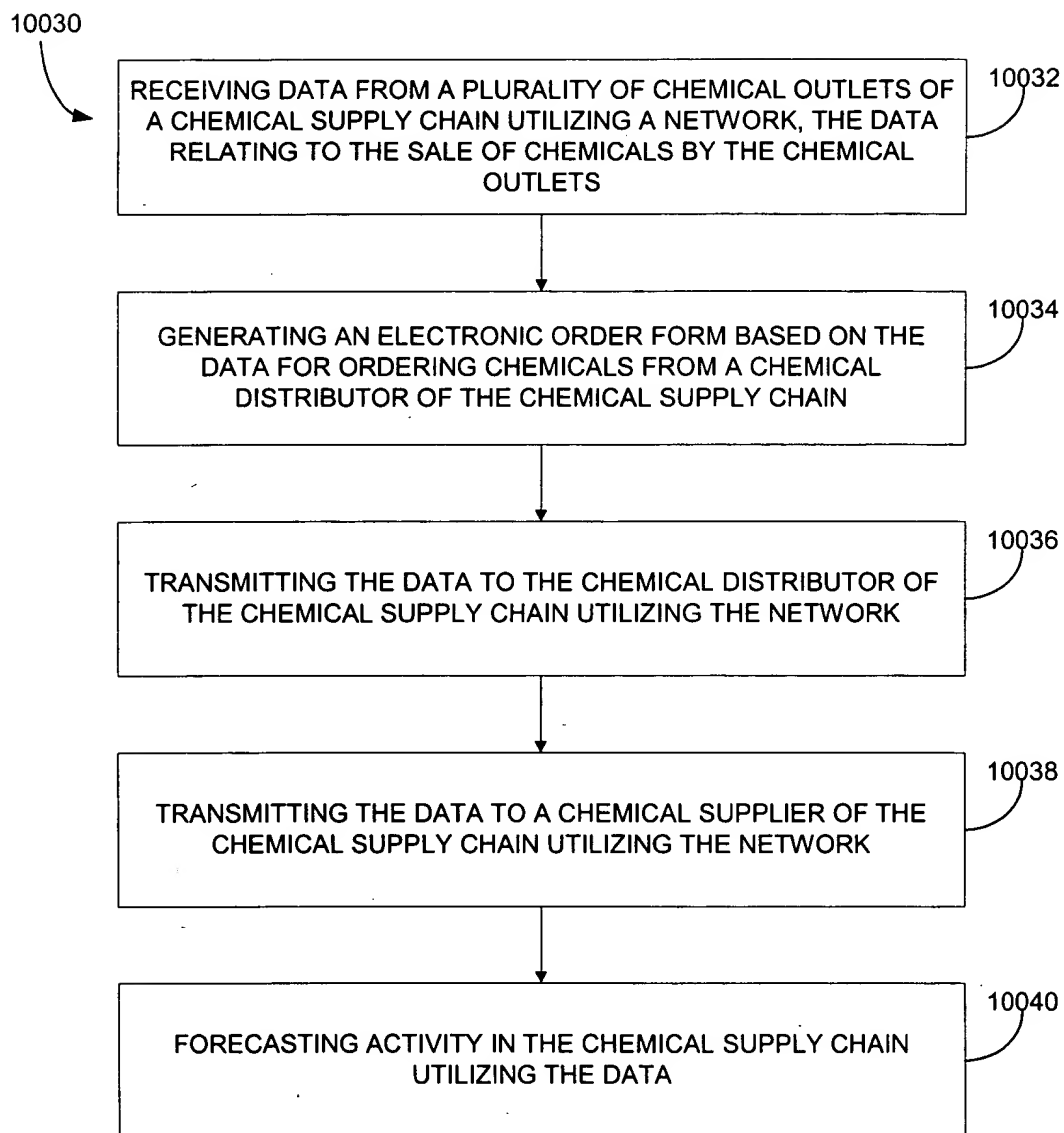 10030
RECEIVING DATA FROM A PLURALITY OF CHEMICAL OUTLETS OF
A CHEMICAL SUPPLY CHAIN UTILIZING A NETWORK, THE DATA
RELATING TO THE SALE OF CHEMICALS BY THE CHEMICAL
OUTLETS
10032
GENERATING AN ELECTRONIC ORDER FORM BASED ON THE
DATA FOR ORDERING CHEMICALS FROM A CHEMICAL
DISTRIBUTOR OF THE CHEMICAL SUPPLY CHAIN
10034
TRANSMITTING THE DATA TO THE CHEMICAL DISTRIBUTOR OF
THE CHEMICAL SUPPLY CHAIN UTILIZING THE NETWORK
10036
TRANSMITTING THE DATA TO A CHEMICAL SUPPLIER OF THE
CHEMICAL SUPPLY CHAIN UTILIZING THE NETWORK
10038
FORECASTING ACTIVITY IN THE CHEMICAL SUPPLY CHAIN
UTILIZING THE DATA
10040